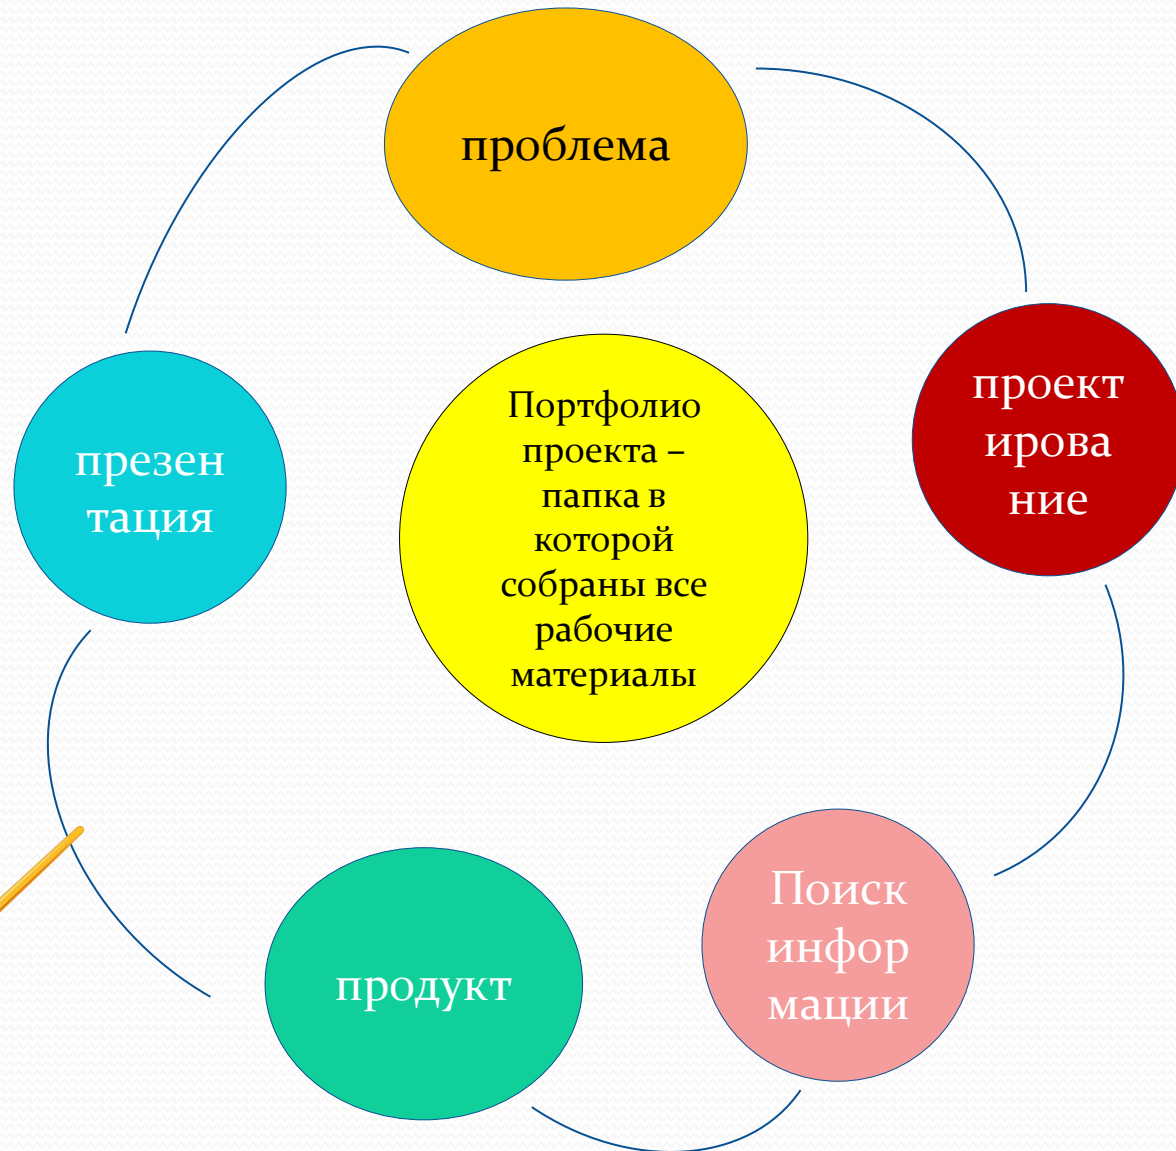 проблема
проект
ирова
ние
Поиск
инфор
мации
продукт
презен
тация
Портфолио
проекта –
папка в
которой
собраны все
рабочие
материалы